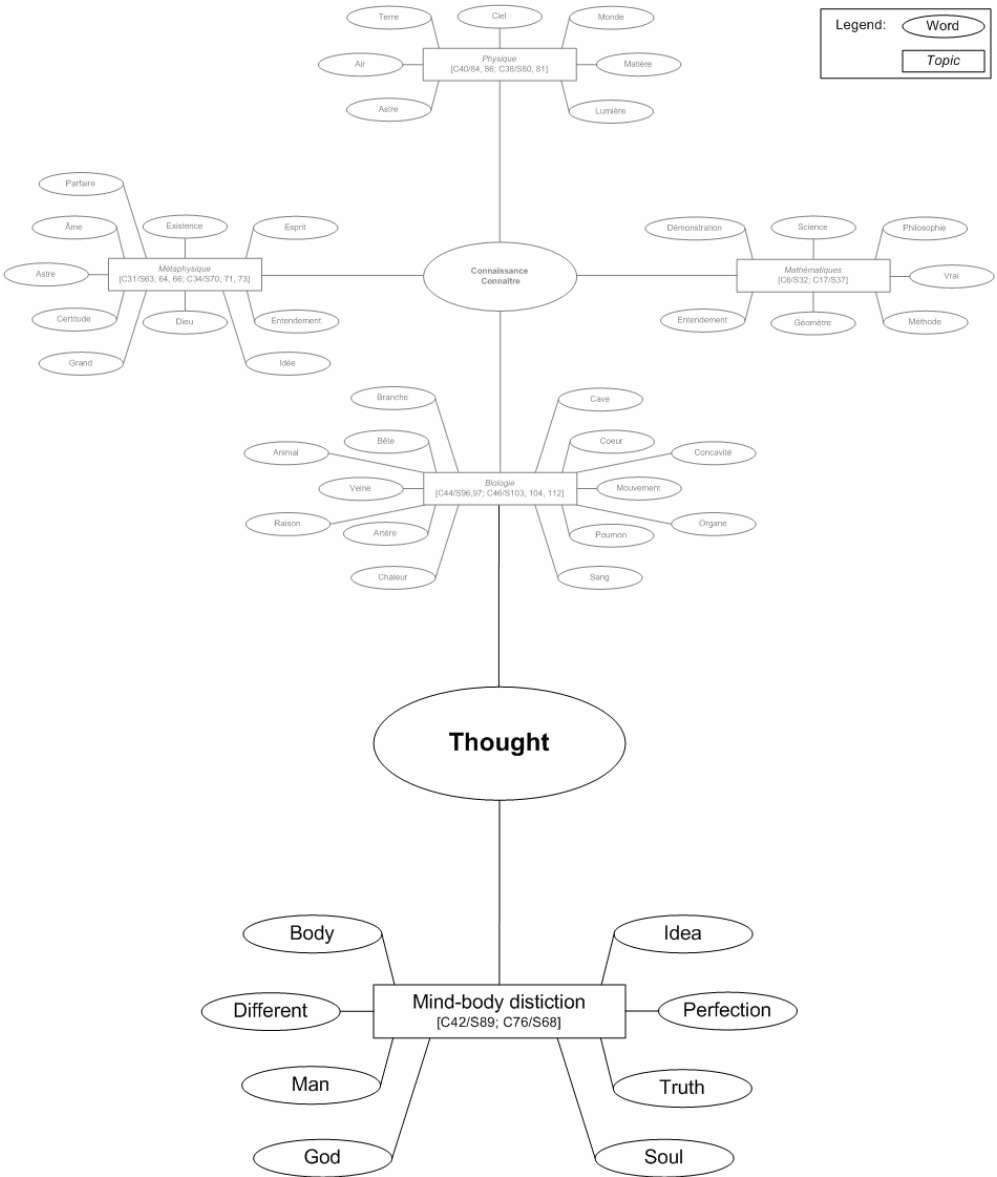 Terre
Ciel
Monde
Legend:
Word
Topic
Physique
[C40/84, 86; C38/S80, 81]
Air
Matière
Astre
Lumière
Parfaire
Âme
Existence
Esprit
Astre
Métaphysique
[C31/S63, 64, 66; C34/S70, 71, 73]
Certitude
Dieu
Entendement
Grand
Idée
Connaissance
Connaître
Démonstration
Science
Philosophie
Mathématiques
[C6/S32; C17/S37]
Vrai
Entendement
Géomètre
Méthode
Branche
Cave
Bête
Coeur
Animal
Concavité
Biologie
[C44/S96,97; C46/S103, 104, 112]
Veine
Mouvement
Raison
Organe
Artère
Poumon
Chaleur
Sang
Thought
Body
Idea
Different
Mind-body distiction
[C42/S89; C76/S68]
Perfection
Man
Truth
God
Soul